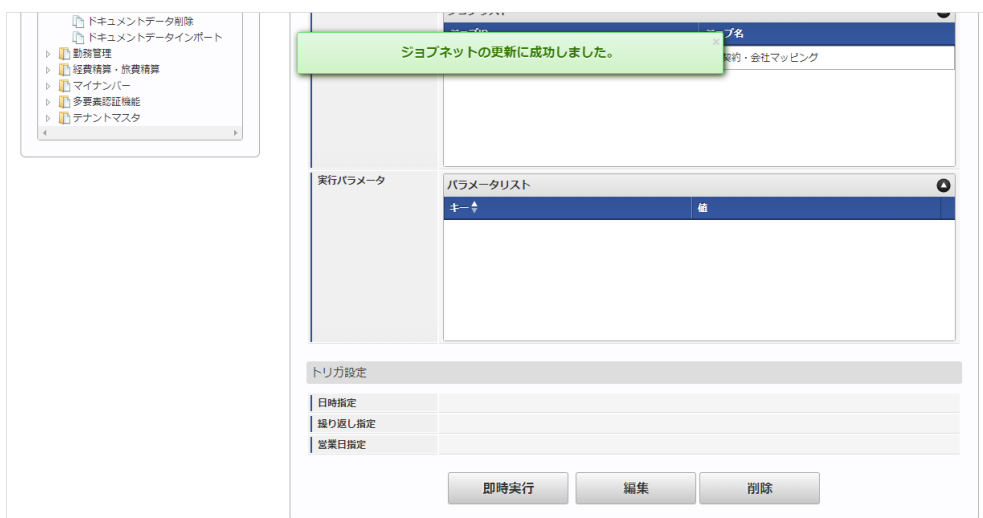 ドキュメントデータ削除
ドキュメントデータインポート
勤務管理
経費精算・旅費精算
マイナンバー
多要素認証機能
テナントマスタ
ジョブネットの更新に成功しました。
×
契約・会社マッピング
実行パラメータ
パラメータリスト
キー
値
トリガ設定
日時指定
繰り返し指定
営業日指定
即時実行
編集
削除